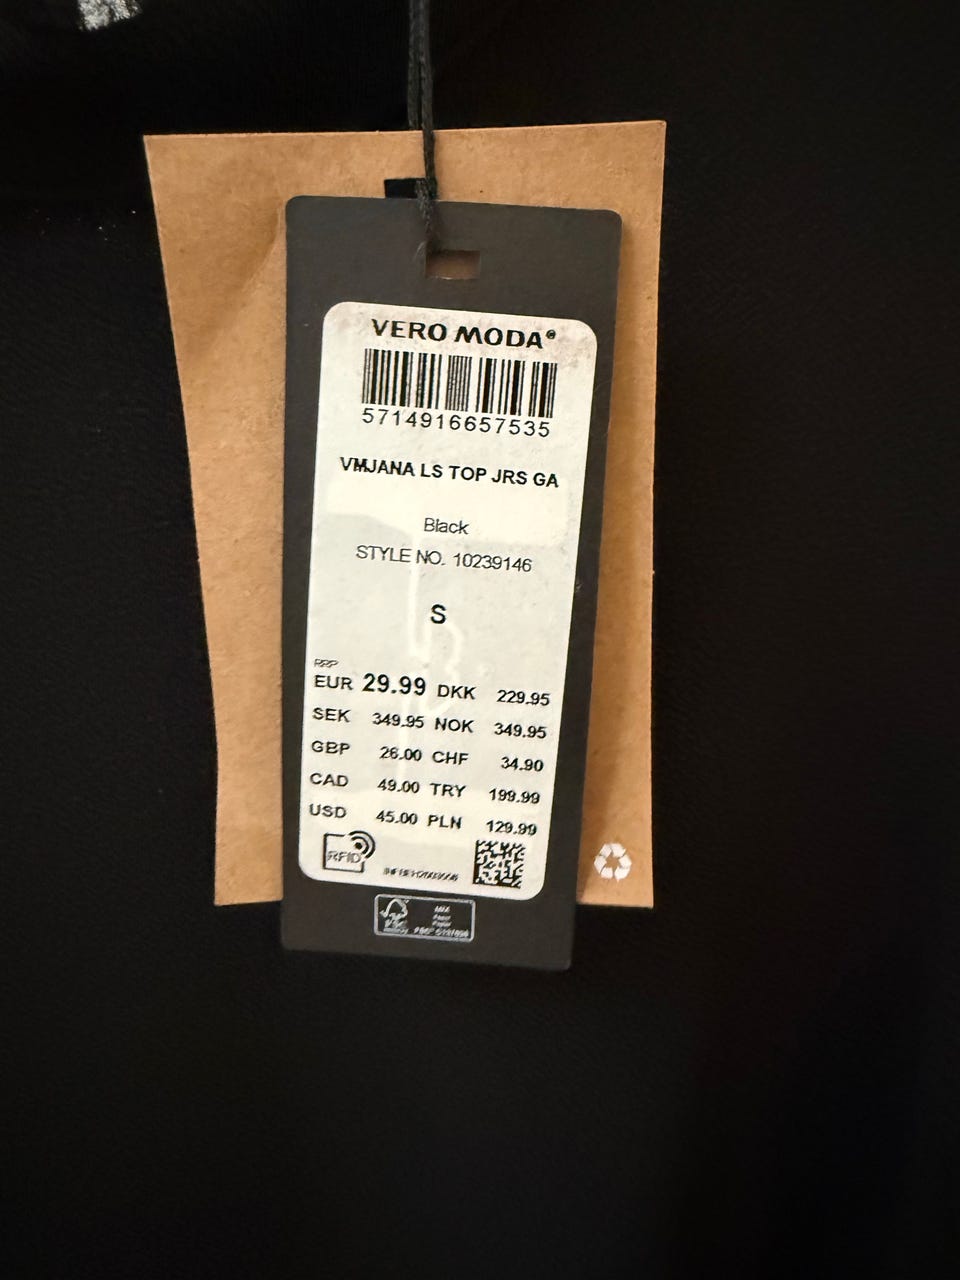 VERO MODA®
5714916657535
VMJANA LS TOP JRS GA
Black
STYLE NO. 10239146
S
RRP
EUR 29.99 DKK 229.95
SEK 349.95 NOK 349.95
GBP 26.00 CHF 34.90
CAD 49.00 TRY 199.99
USD 45.00 PLN 129.99
RFID